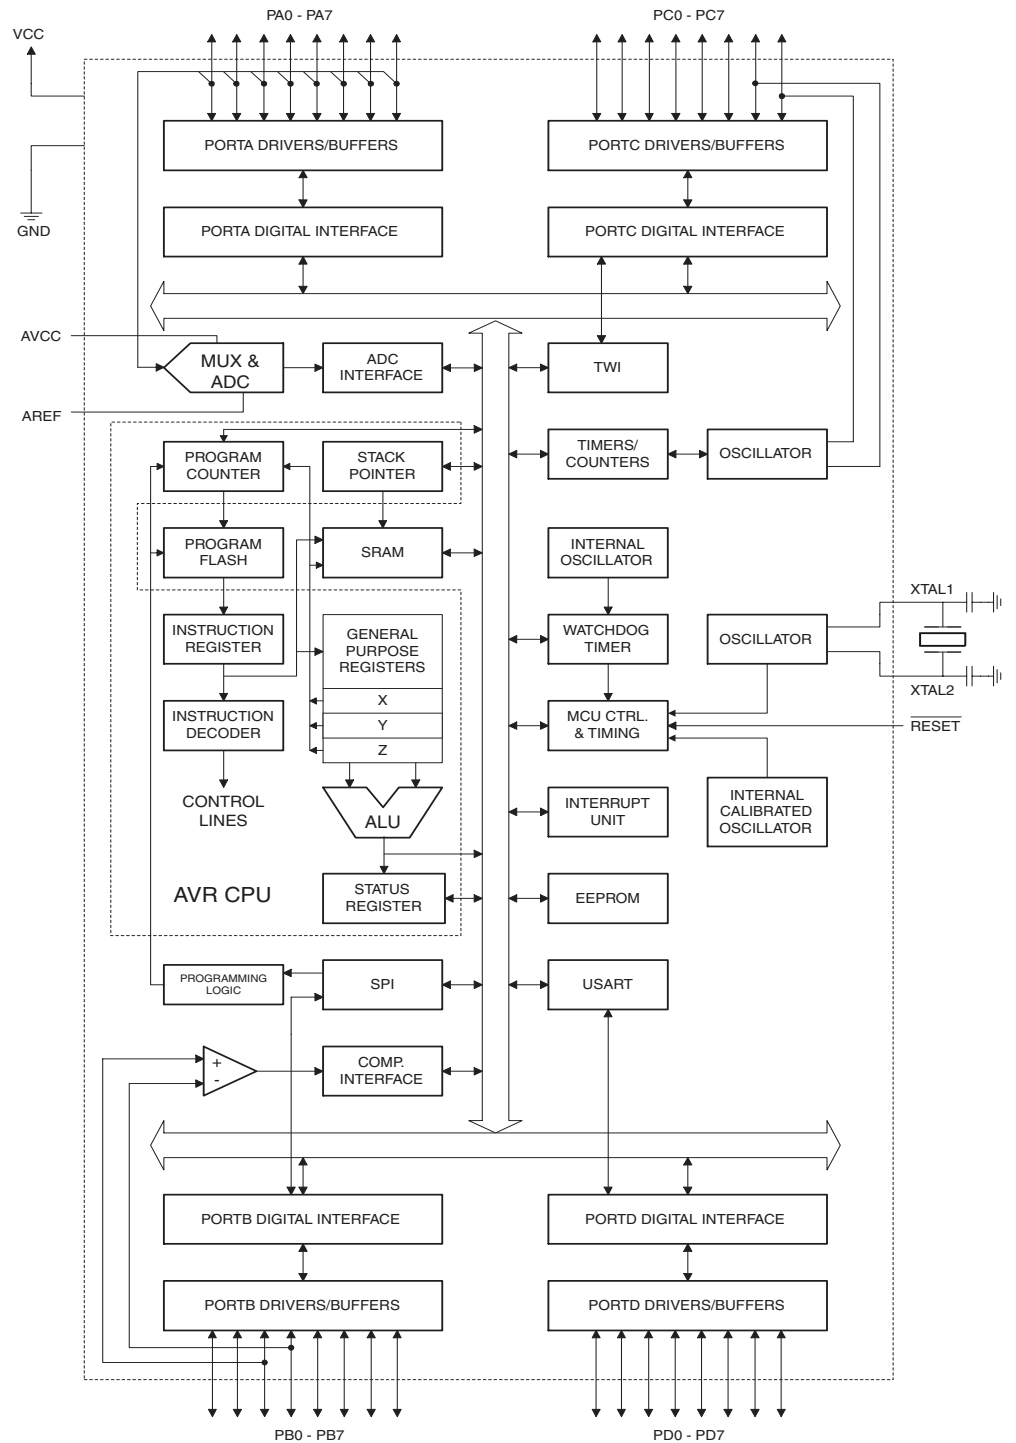 PA0 - PA7
PC0 - PC7
VCC
PORTA DRIVERS/BUFFERS
PORTC DRIVERS/BUFFERS
GND
PORTA DIGITAL INTERFACE
PORTC DIGITAL INTERFACE
AVCC
MUX &
ADC
ADC
INTERFACE
TWI
AREF
PROGRAM
COUNTER
STACK
POINTER
TIMERS/
COUNTERS
OSCILLATOR
PROGRAM
FLASH
SRAM
INTERNAL
OSCILLATOR
XTAL1
INSTRUCTION
REGISTER
GENERAL
PURPOSE
REGISTERS
WATCHDOG
TIMER
OSCILLATOR
XTAL2
X
INSTRUCTION
DECODER
Y
Z
MCU CTRL.
& TIMING
RESET
CONTROL
LINES
ALU
INTERRUPT
UNIT
INTERNAL
CALIBRATED
OSCILLATOR
AVR CPU
STATUS
REGISTER
EEPROM
PROGRAMMING
LOGIC
SPI
USART
+
-
COMP.
INTERFACE
PORTB DIGITAL INTERFACE
PORTD DIGITAL INTERFACE
PORTB DRIVERS/BUFFERS
PORTD DRIVERS/BUFFERS
PB0 - PB7
PD0 - PD7